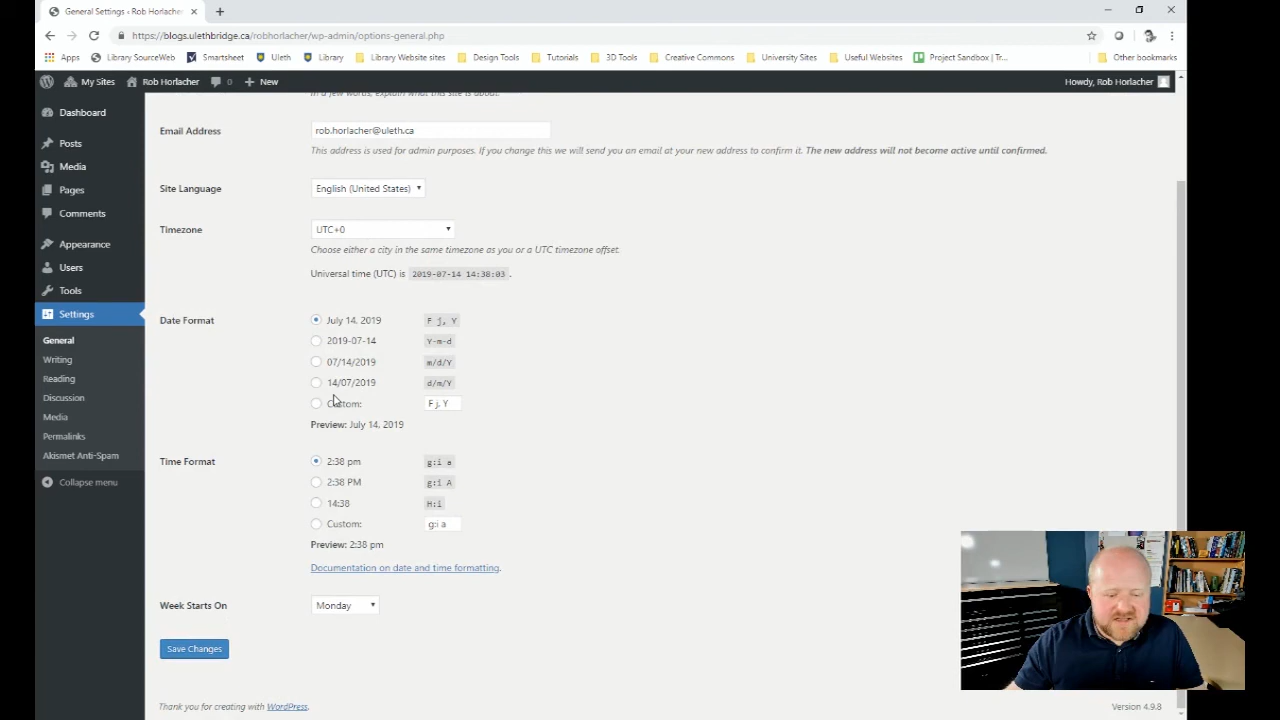 General Settings ‹ Rob Horlacher
https://blogs.ulethbridge.ca/robhorlacher/wp-admin/options-general.php
Apps Library SourceWeb Smartsheet Uleth Library Library Website sites Design Tools Tutorials 3D Tools Creative Commons University Sites Useful Websites Project Sandbox — Tr... Other bookmarks
My Sites Rob Horlacher 0 New Howdy, Rob Horlacher
In a few words, explain what this site is about.
Dashboard
Posts
Media
Pages
Comments
Appearance
Users
Tools
Settings
General
Writing
Reading
Discussion
Media
Permalinks
Akismet Anti-Spam
Collapse menu
Email Address rob.horlacher@uleth.ca
This address is used for admin purposes. If you change this we will send you an email at your new address to confirm it. The new address will not become active until confirmed.
Site Language English (United States)
Timezone UTC+0
Choose either a city in the same timezone as you or a UTC timezone offset.
Universal time (UTC) is 2019-07-14 14:38:03.
Date Format July 14, 2019 F j, Y
2019-07-14 Y-m-d
07/14/2019 m/d/Y
14/07/2019 d/m/Y
Custom: F j, Y
Preview: July 14, 2019
Time Format 2:38 pm g:i a
2:38 PM g:i A
14:38 H:i
Custom: g:i a
Preview: 2:38 pm
Documentation on date and time formatting.
Week Starts On Monday
Save Changes
Thank you for creating with WordPress. Version 4.9.8